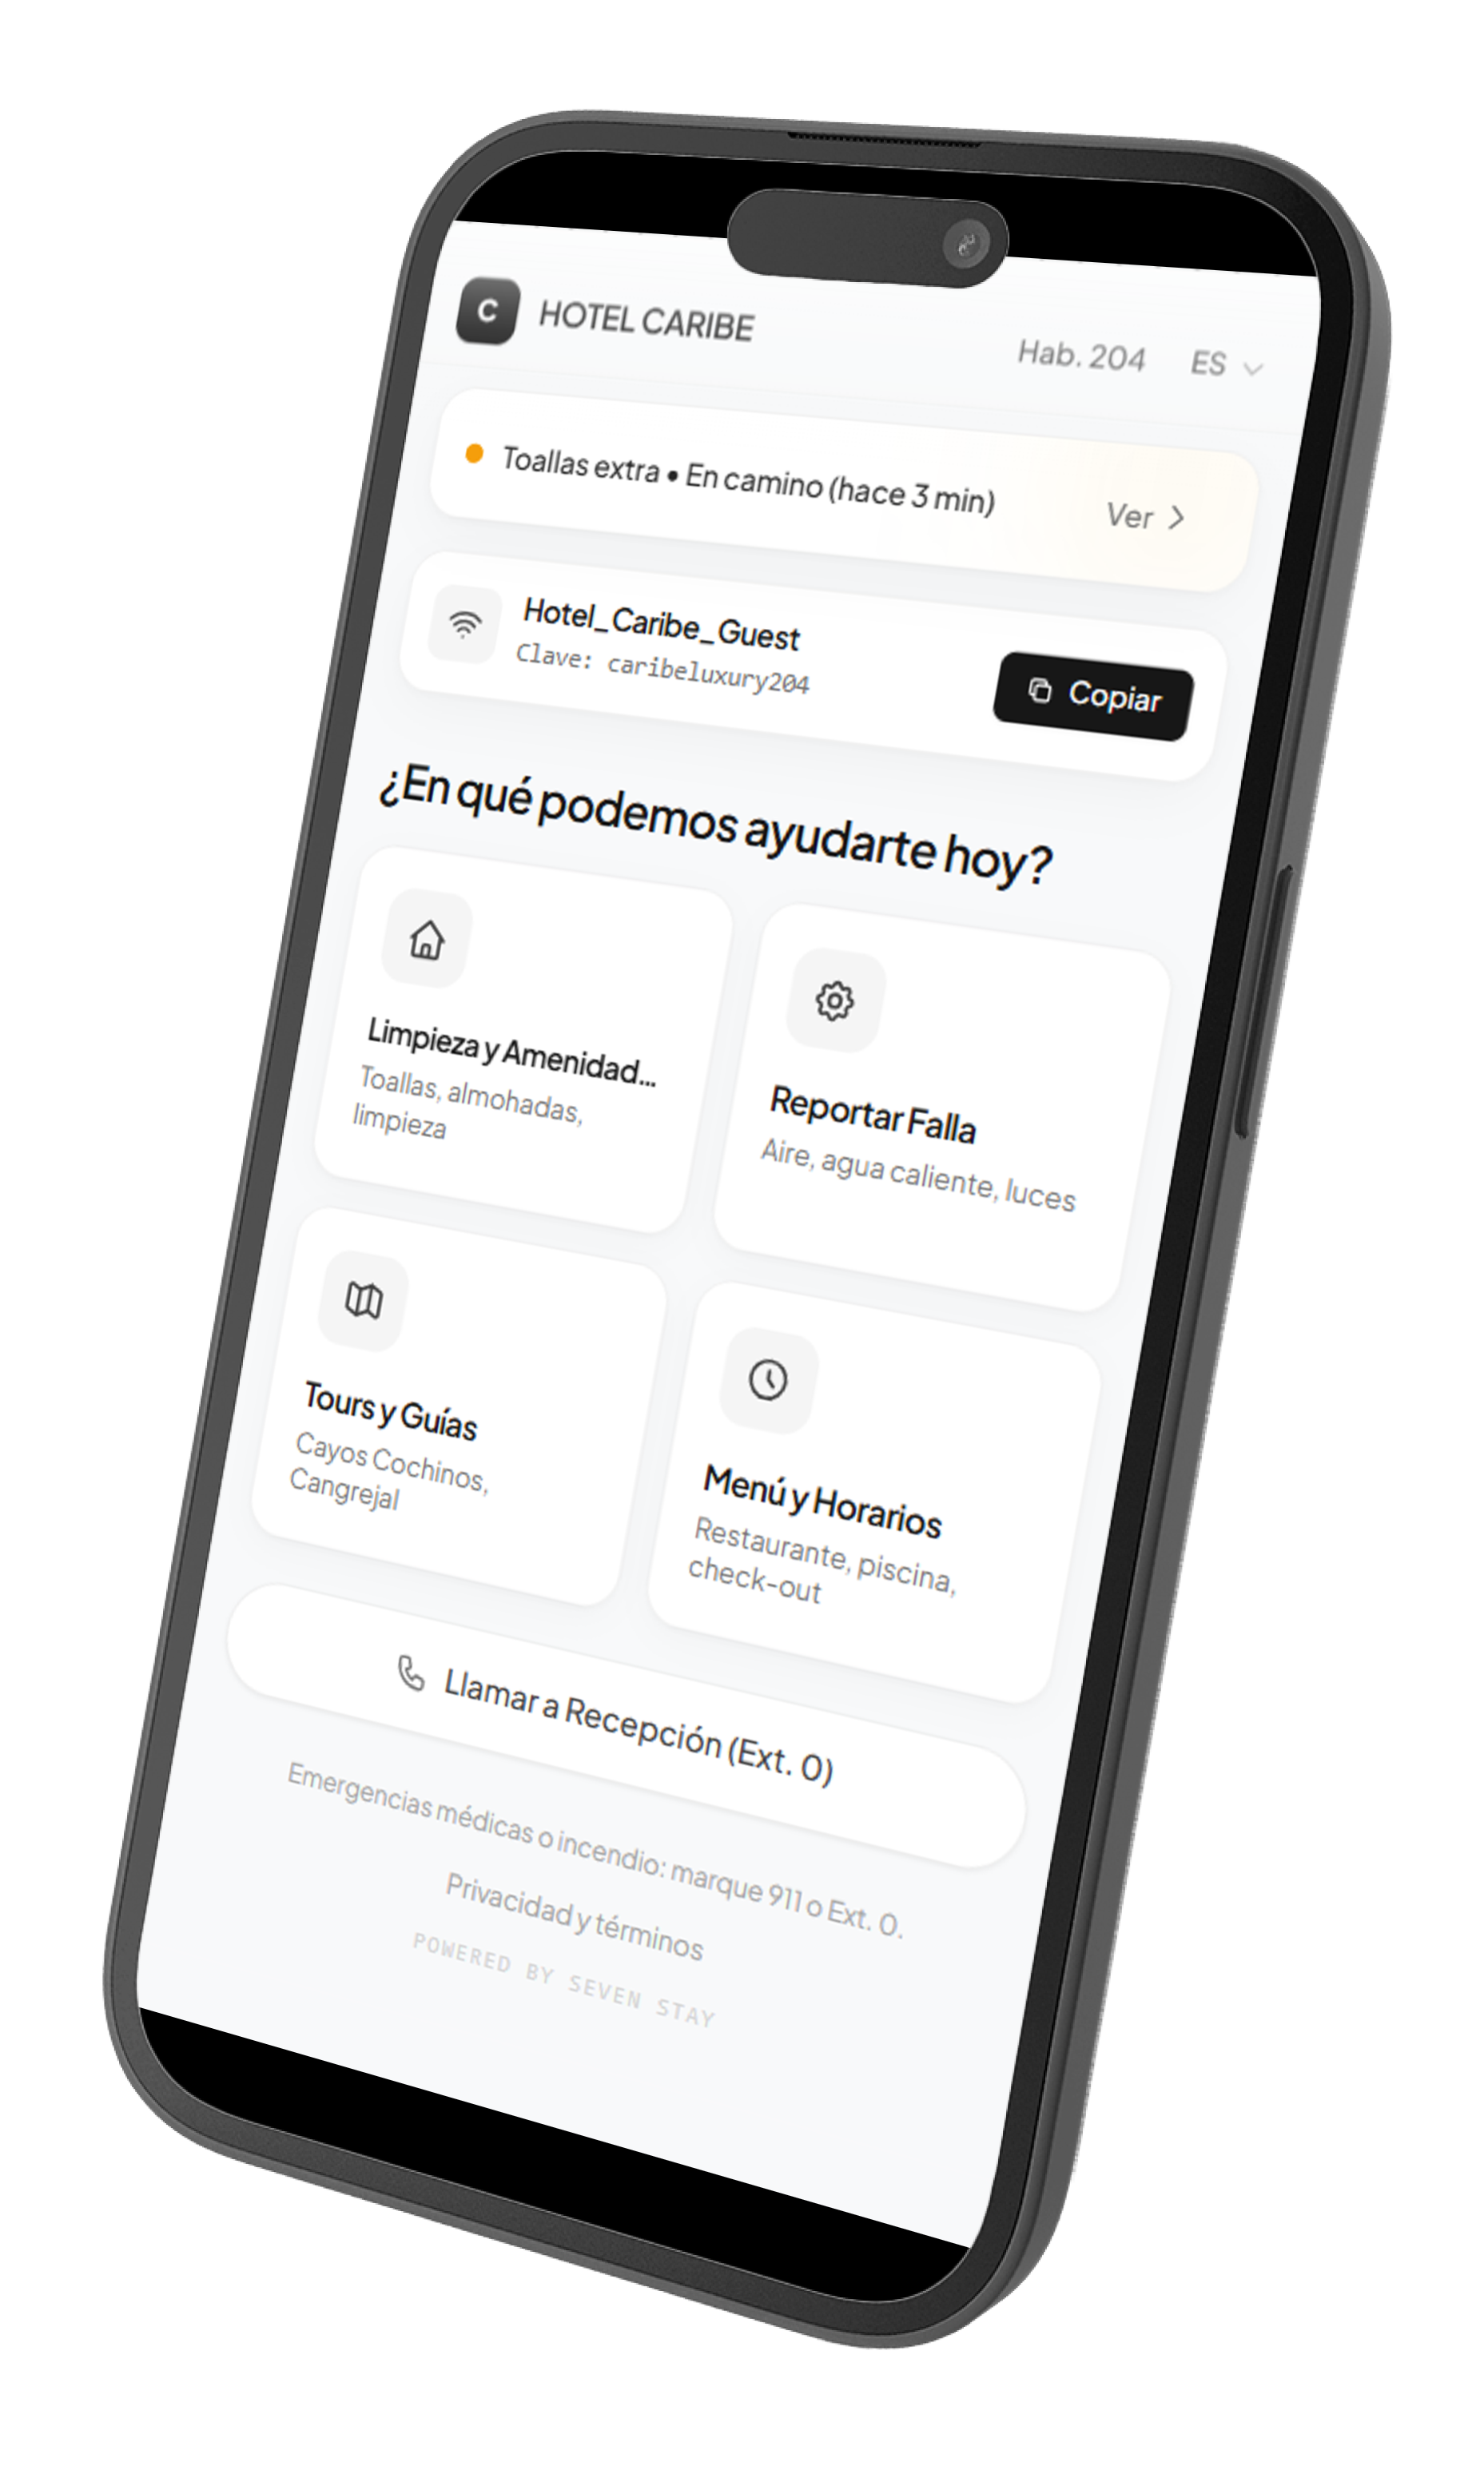 C
HOTEL CARIBE
Hab. 204
ES
Toallas extra • En camino (hace 3 min)
Ver
Hotel_Caribe_Guest
Clave: caribeluxury204
Copiar
¿En qué podemos ayudarte hoy?
Limpieza y Amenidad...
Toallas, almohadas,
limpieza
Reportar Falla
Aire, agua caliente, luces
Tours y Guías
Cayos Cochinos,
Cangrejal
Menú y Horarios
Restaurante, piscina,
check-out
Llamar a Recepción (Ext. 0)
Emergencias médicas o incendio: marque 911 o Ext. 0.
Privacidad y términos
POWERED BY SEVEN STAY